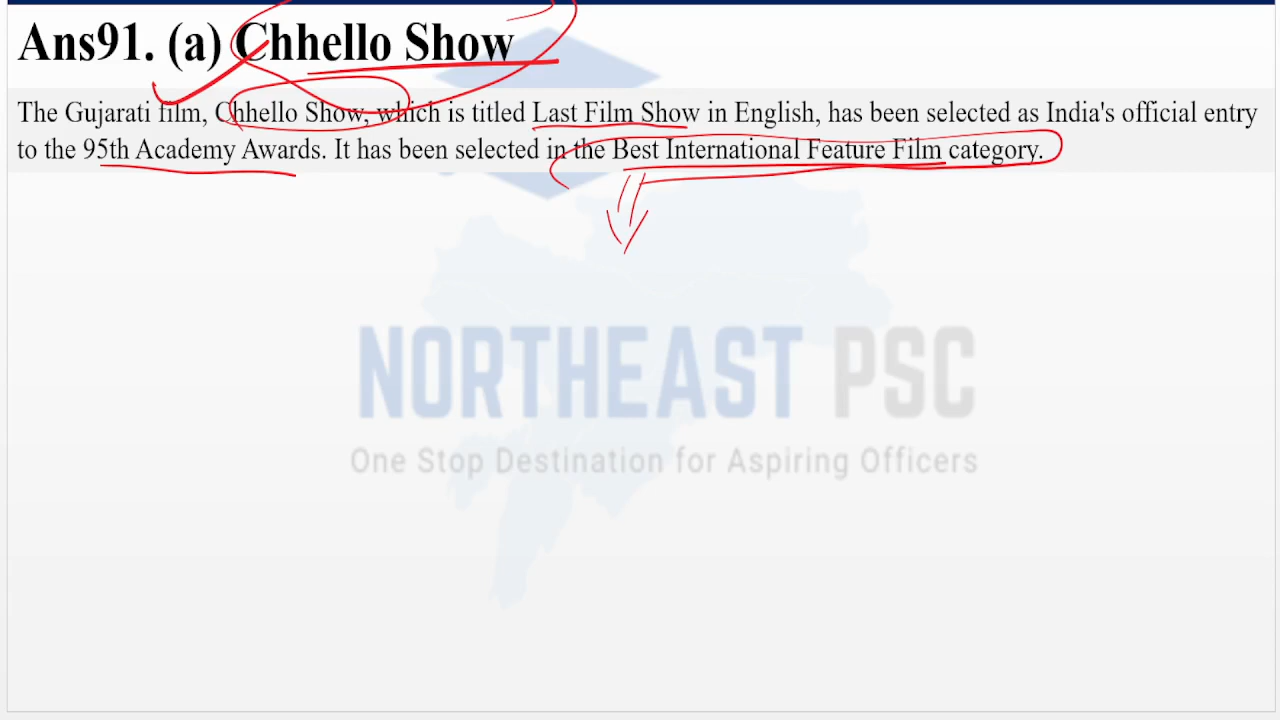 Ans91. (a) Chhello Show
The Gujarati film, Chhello Show, which is titled Last Film Show in English, has been selected as India's official entry
to the 95th Academy Awards. It has been selected in the Best International Feature Film category.
NORTHEAST PSC
One Stop Destination for Aspiring Officers